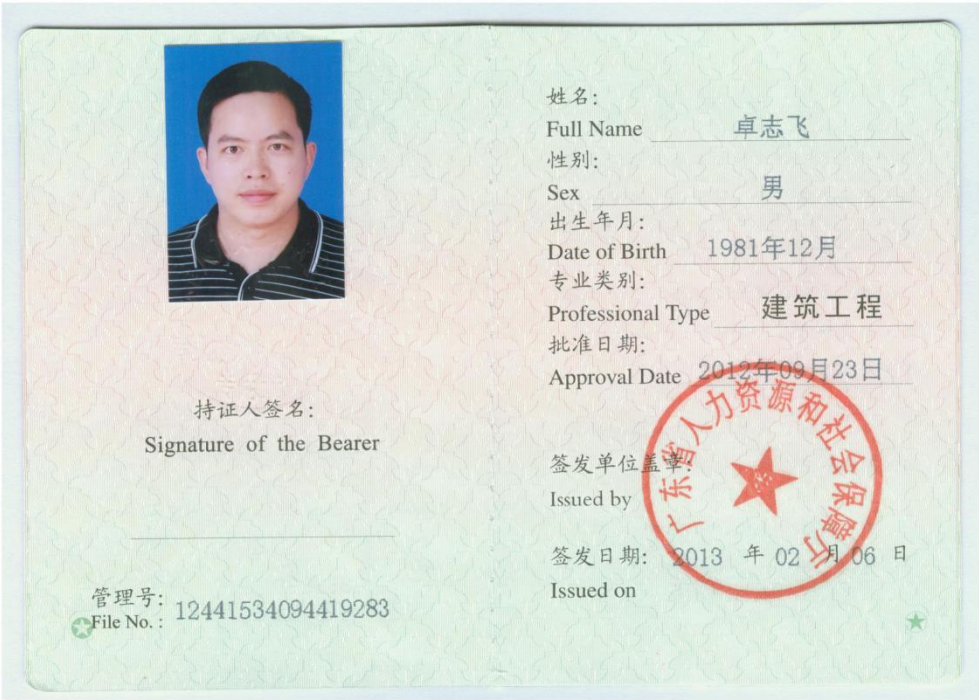 持证人签名:
Signature of the Bearer
管理号:
File No. : 12441534094419283
姓名:
Full Name 卓志飞
性别:
Sex 男
出生年月:
Date of Birth 1981年12月
专业类别:
Professional Type 建筑工程
批准日期:
Approval Date 2012年09月23日
签发单位盖章:
Issued by
广东省人力资源和社会保障厅
签发日期: 2013 年 02 月 06 日
Issued on